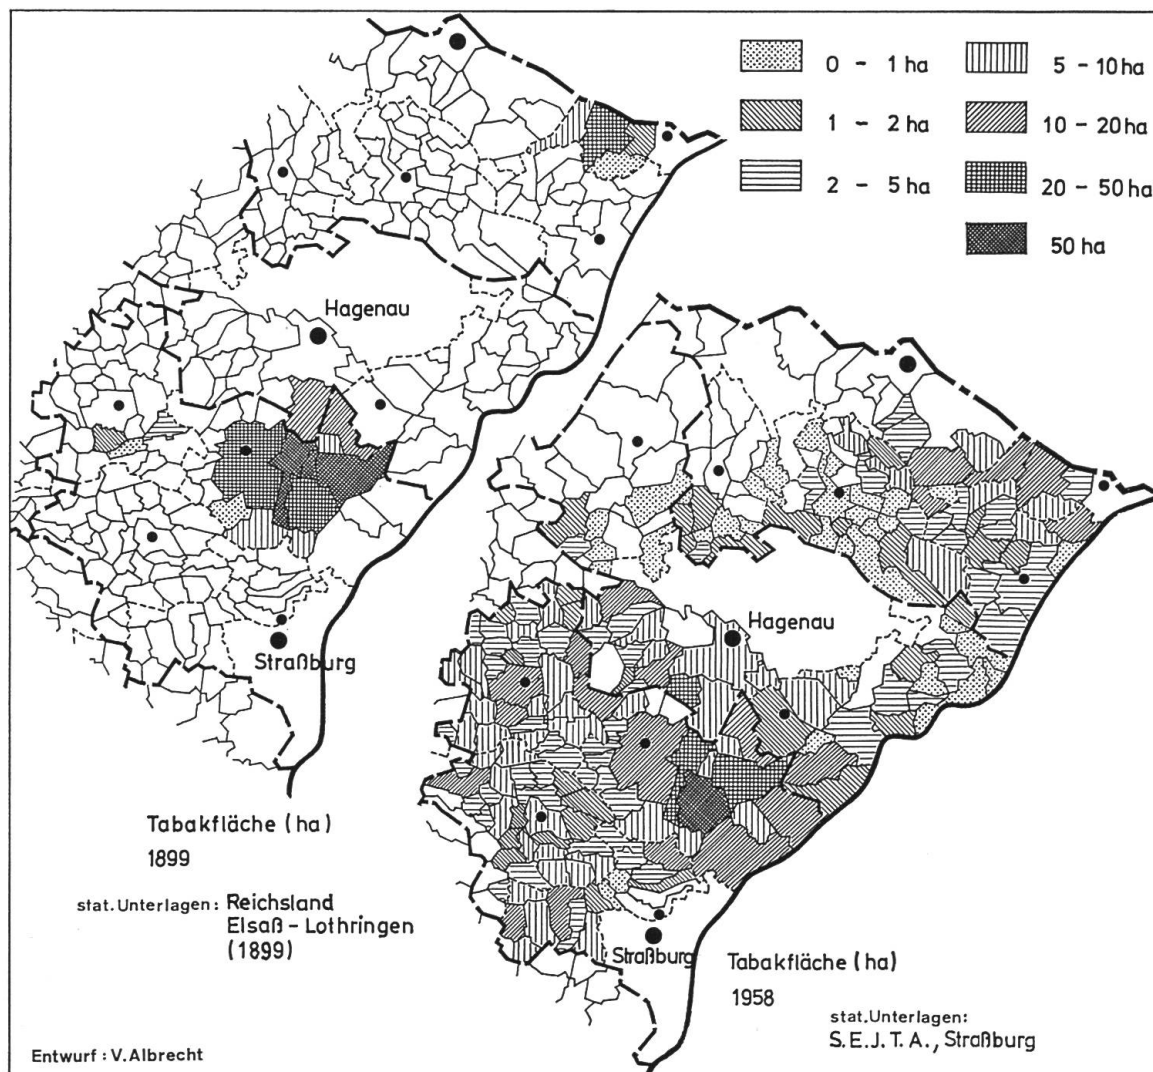 0 - 1 ha
5 - 10 ha
1 - 2 ha
10 - 20 ha
2 - 5 ha
20 - 50 ha
50 ha
Hagenau
Straßburg
Tabakfläche (ha)
1899
stat. Unterlagen: Reichsland
Elsaß - Lothringen
(1899)
Hagenau
Straßburg
Tabakfläche (ha)
1958
stat. Unterlagen:
S.E.J.T.A., Straßburg
Entwurf : V. Albrecht